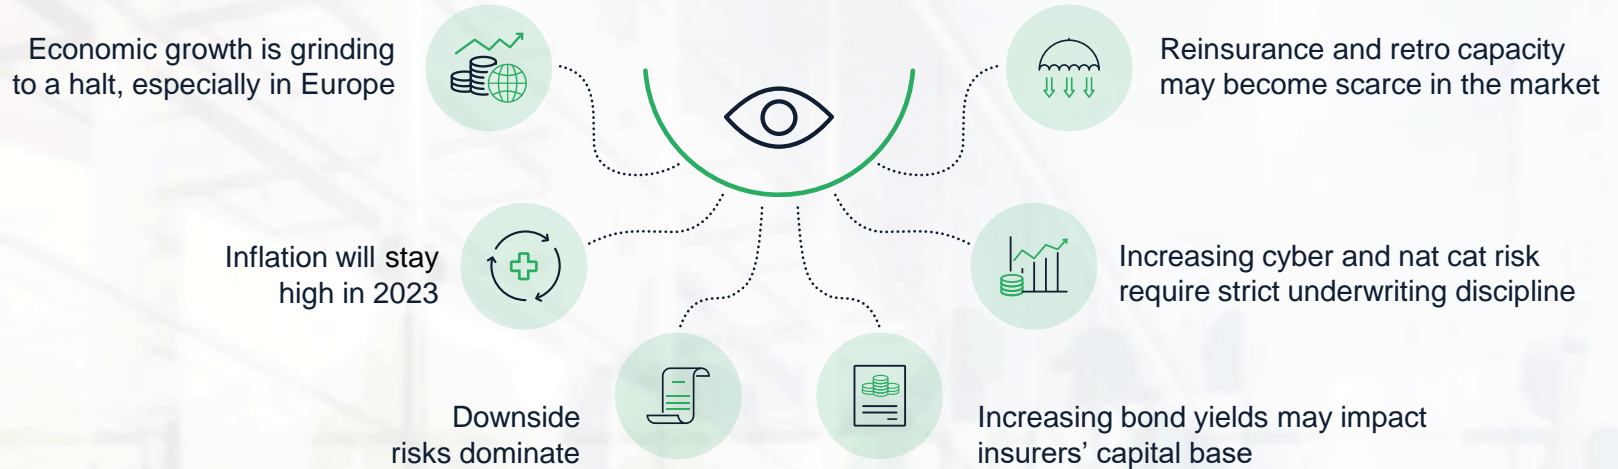 Economic growth is grinding
to a halt, especially in Europe
Reinsurance and retro capacity
may become scarce in the market
Inflation will stay
high in 2023
Increasing cyber and nat cat risk
require strict underwriting discipline
Downside
risks dominate
Increasing bond yields may impact
insurers’ capital base